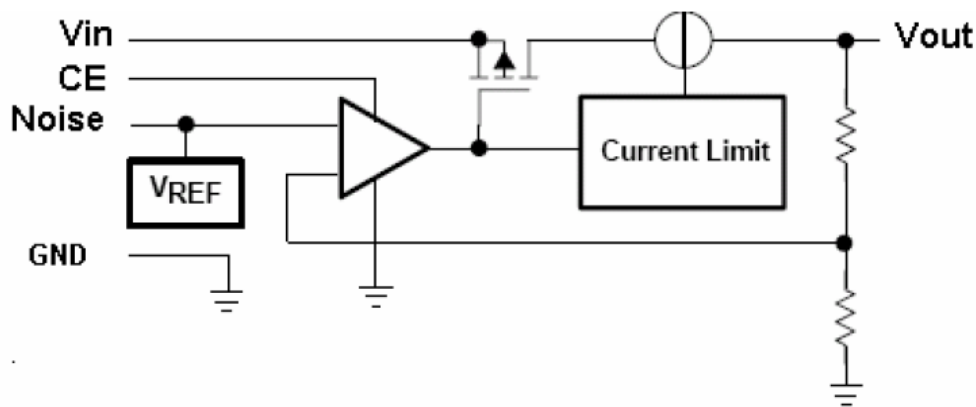 Vin
Vout
CE
Noise
Current Limit
VREF
GND